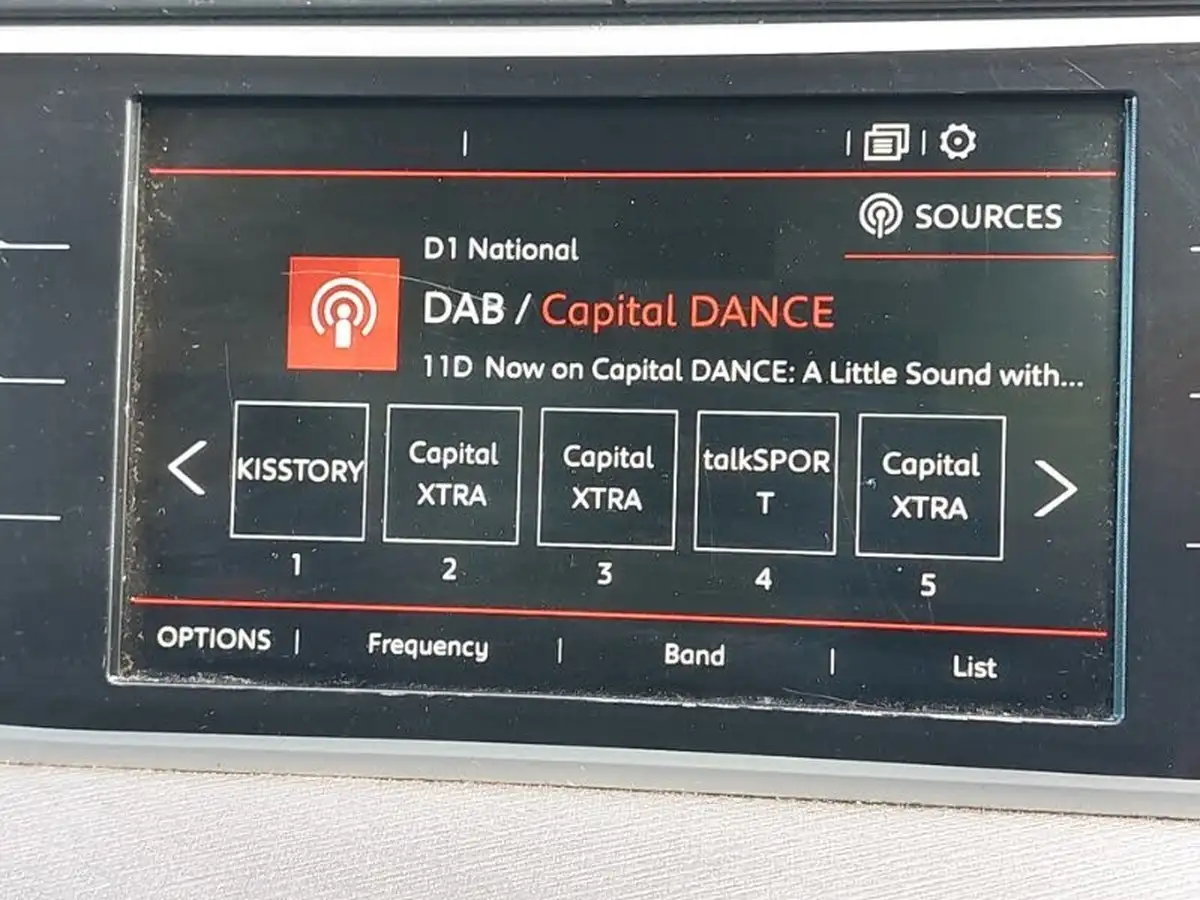 SOURCES
D1 National
DAB / Capital DANCE
11D Now on Capital DANCE: A Little Sound with...
KISSTORY
Capital
XTRA
Capital
XTRA
talkSPOR
T
Capital
XTRA
1 2 3 4 5
OPTIONS | Frequency | Band | List